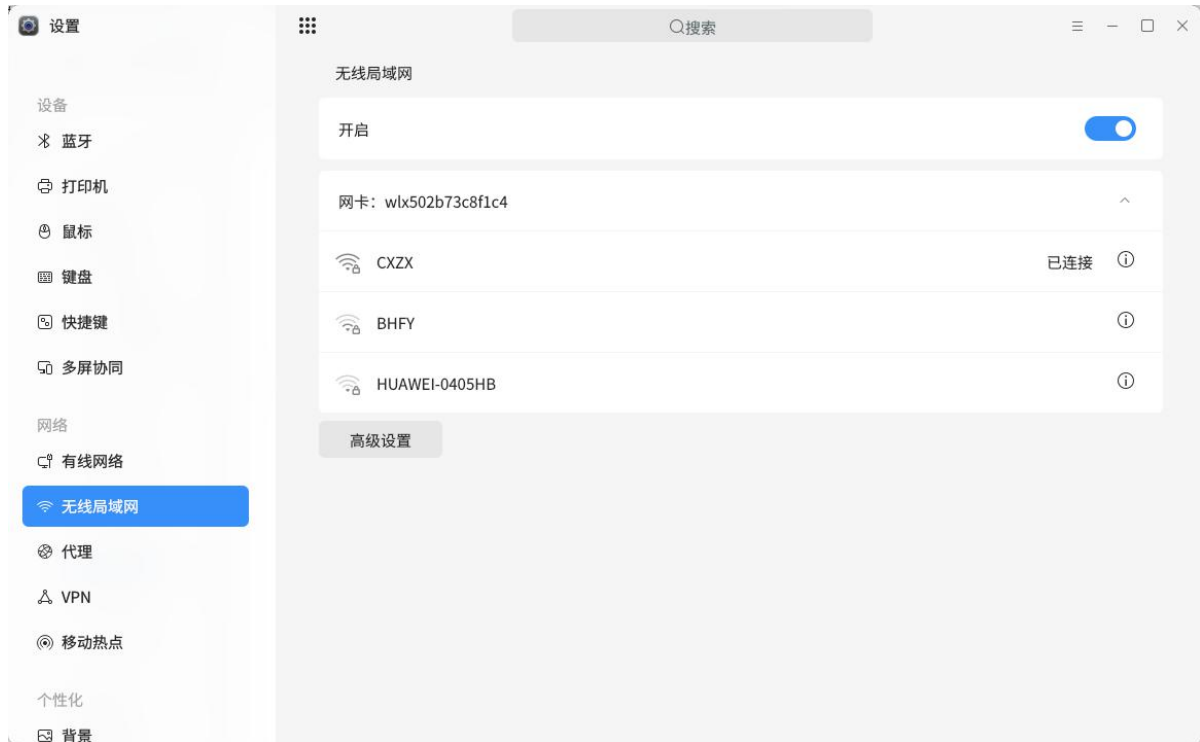 设置
搜索
设备
蓝牙
打印机
鼠标
键盘
快捷键
多屏协同
网络
有线网络
无线局域网
代理
VPN
移动热点
个性化
背景
无线局域网
开启
网卡：wlx502b73c8f1c4
CXZX 已连接
BHFY
HUAWEI-0405HB
高级设置